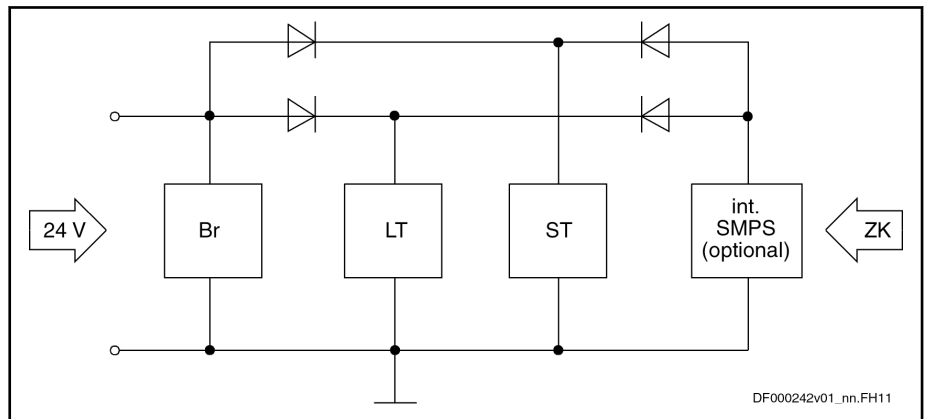 24 V
Br
LT
ST
int.
SMPS
(optional)
ZK
DF000242v01_nn.FH11